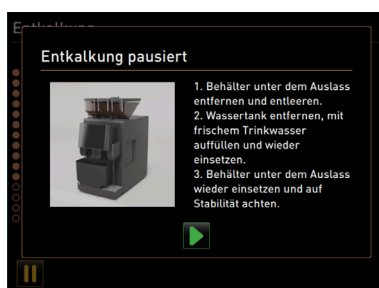 Entkalkung
Entkalkung pausiert
1. Behälter unter dem Auslass
entfernen und entleeren.
2. Wassertank entfernen, mit
frischem Trinkwasser
auffüllen und wieder
einsetzen.
3. Behälter unter dem Auslass
wieder einsetzen und auf
Stabilität achten.